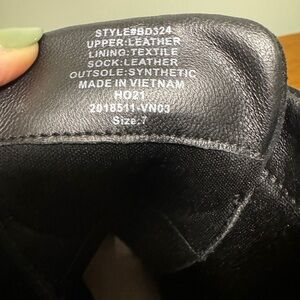 STYLE#BD324
UPPER:LEATHER
LINING:TEXTILE
SOCK:LEATHER
OUTSOLE:SYNTHETIC
MADE IN VIETNAM
HO21
2018511-VN03
Size:7